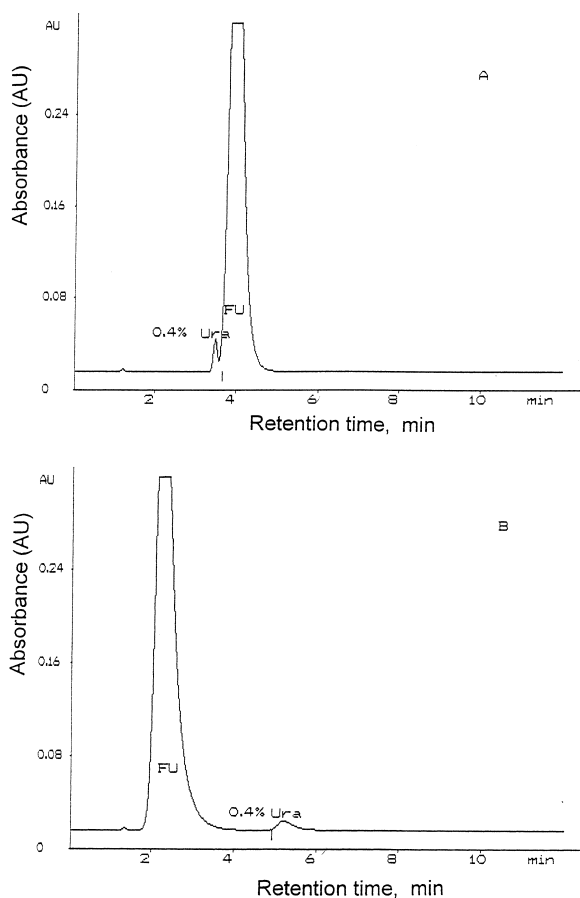 AU
A
0.24
0.16
0.08
0
Absorbance (AU)
FU
0.4% Ura
2 4 6 8 10 min
Retention time, min
AU
B
0.24
0.16
0.08
0
Absorbance (AU)
FU
0.4% Ura
2 4 6 8 10 min
Retention time, min